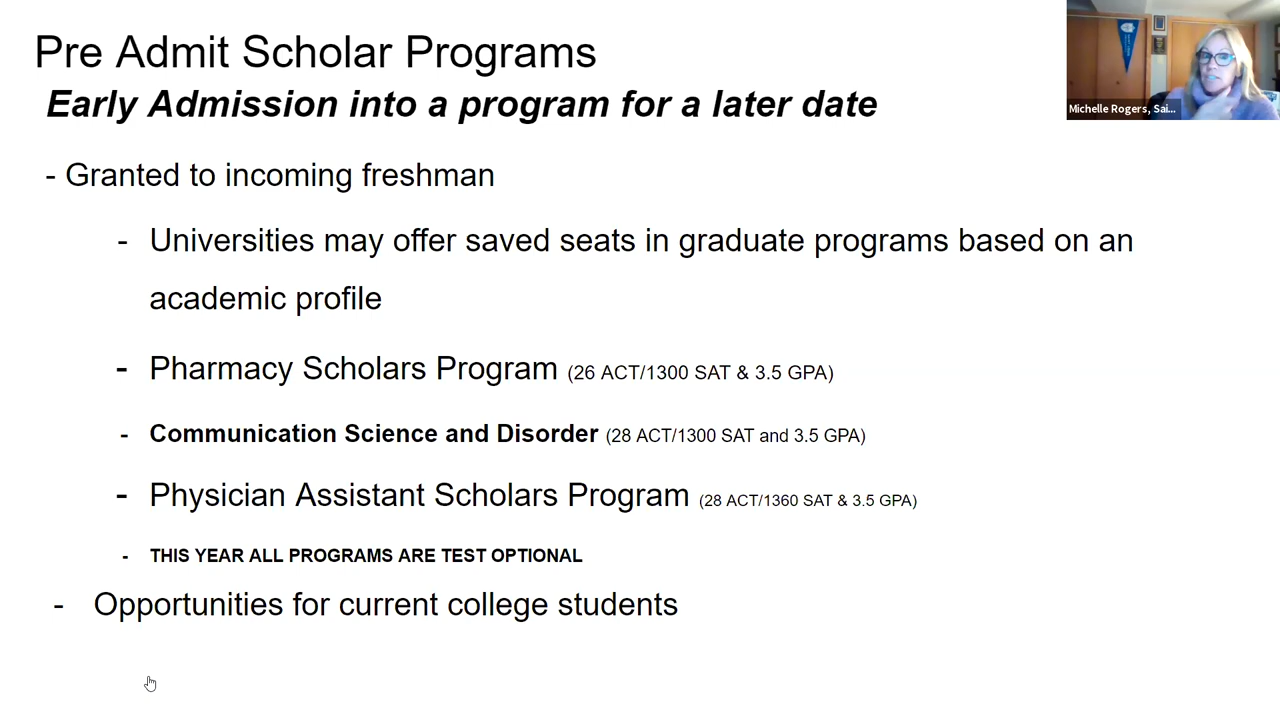 Pre Admit Scholar Programs
Early Admission into a program for a later date
Michelle Rogers, Sai...
- Granted to incoming freshman
- Universities may offer saved seats in graduate programs based on an
academic profile
- Pharmacy Scholars Program (26 ACT/1300 SAT & 3.5 GPA)
- Communication Science and Disorder (28 ACT/1300 SAT and 3.5 GPA)
- Physician Assistant Scholars Program (28 ACT/1360 SAT & 3.5 GPA)
- THIS YEAR ALL PROGRAMS ARE TEST OPTIONAL
- Opportunities for current college students